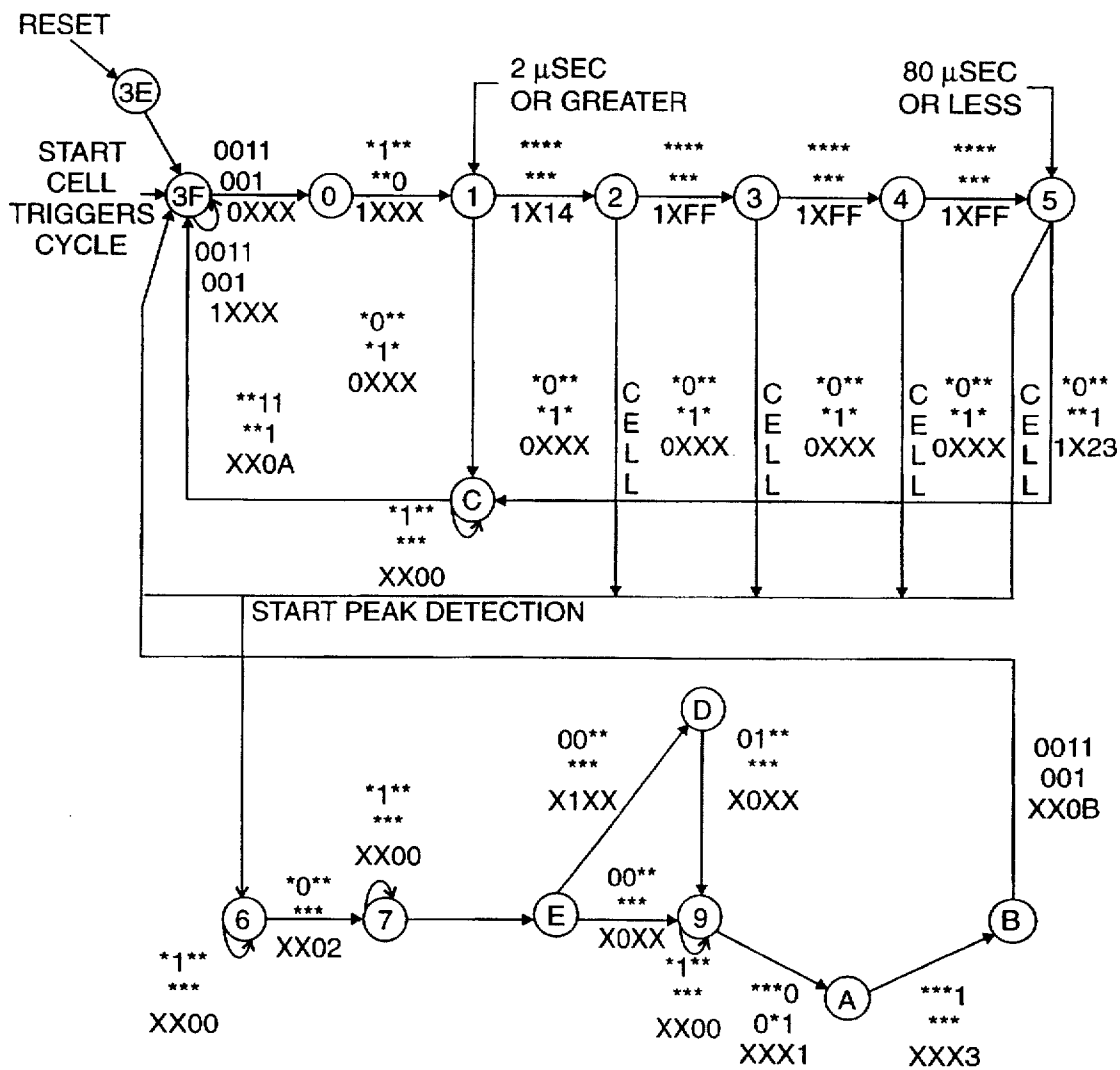 RESET
3E
2 µSEC
OR GREATER
80 µSEC
OR LESS
START
CELL
TRIGGERS
CYCLE
3F
0011
001
0XXX
0
*1**
**0
1XXX
1
****
***
1X14
2
****
***
1XFF
3
****
***
1XFF
4
****
***
1XFF
5
0011
001
1XXX
*0**
*1*
0XXX
**11
**1
XX0A
*0**
*1*
0XXX
CELL
*0**
*1*
0XXX
CELL
*0**
*1*
0XXX
CELL
*0**
*1*
0XXX
CELL
*0**
**1
1X23
C
*1**
***
XX00
START PEAK DETECTION
D
00**
***
X1XX
01**
***
X0XX
0011
001
XX0B
*1**
***
XX00
6
*0**
***
XX02
7
E
00**
***
X0XX
9
B
*1**
***
XX00
*1**
***
XX00
***0
0*1
XXX1
A
***1
***
XXX3